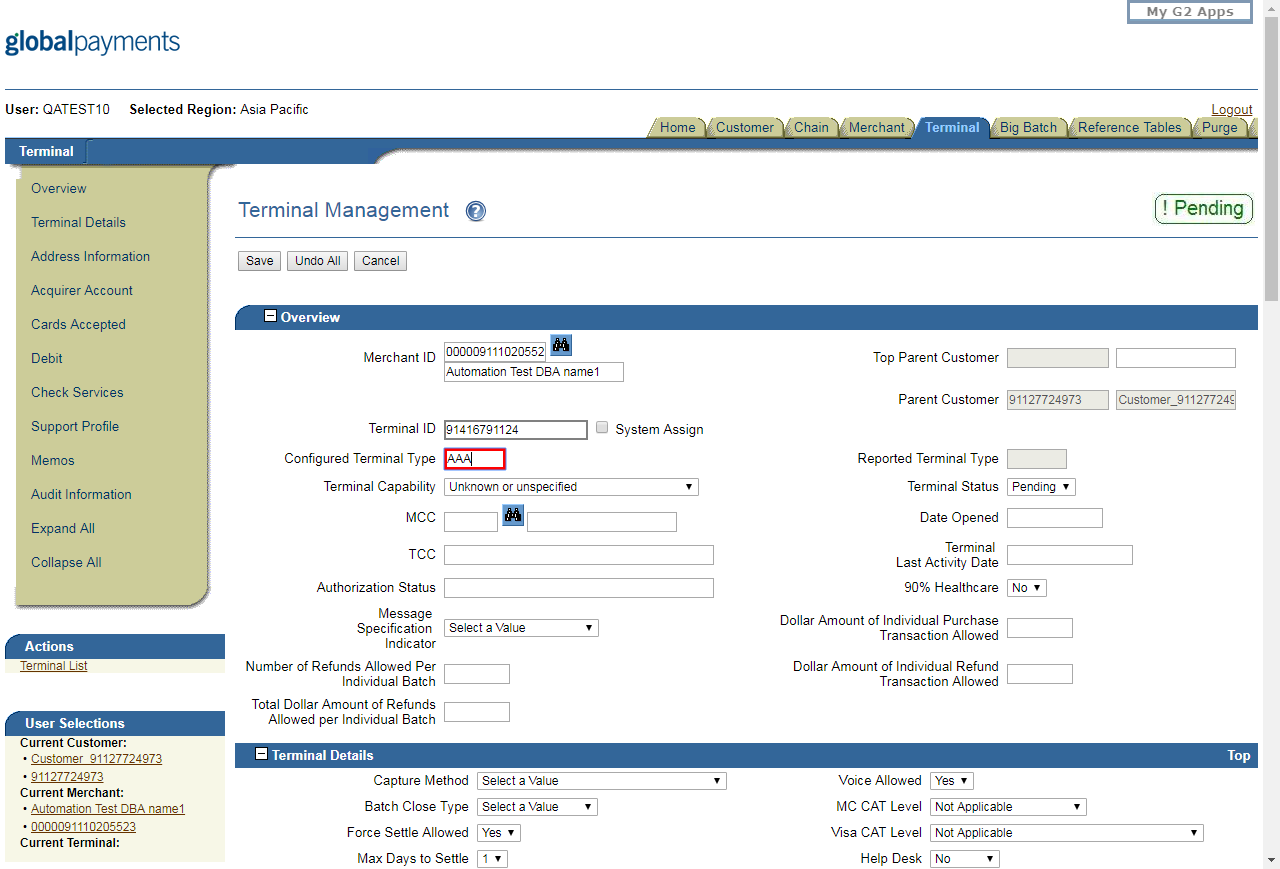 My G2 Apps
globalpayments
User: QATEST10 Selected Region: Asia Pacific
Logout
Home Customer Chain Merchant Terminal Big Batch Reference Tables Purge
Terminal
Overview
Terminal Details
Address Information
Acquirer Account
Cards Accepted
Debit
Check Services
Support Profile
Memos
Audit Information
Expand All
Collapse All
Actions
Terminal List
User Selections
Current Customer:
• Customer_91127724973
• 91127724973
Current Merchant:
• Automation Test DBA name1
• 0000091110205523
Current Terminal:
Terminal Management ?
! Pending
Save Undo All Cancel
Overview
Merchant ID 000009111020552
Automation Test DBA name1
Top Parent Customer
Parent Customer 91127724973 Customer_911277249
Terminal ID 91416791124 System Assign
Configured Terminal Type AAA
Reported Terminal Type
Terminal Capability Unknown or unspecified
Terminal Status Pending
MCC
Date Opened
TCC
Terminal
Last Activity Date
Authorization Status
90% Healthcare No
Message
Specification
Indicator Select a Value
Dollar Amount of Individual Purchase
Transaction Allowed
Number of Refunds Allowed Per
Individual Batch
Dollar Amount of Individual Refund
Transaction Allowed
Total Dollar Amount of Refunds
Allowed per Individual Batch
Terminal Details Top
Capture Method Select a Value
Voice Allowed Yes
Batch Close Type Select a Value
MC CAT Level Not Applicable
Force Settle Allowed Yes
Visa CAT Level Not Applicable
Max Days to Settle 1
Help Desk No